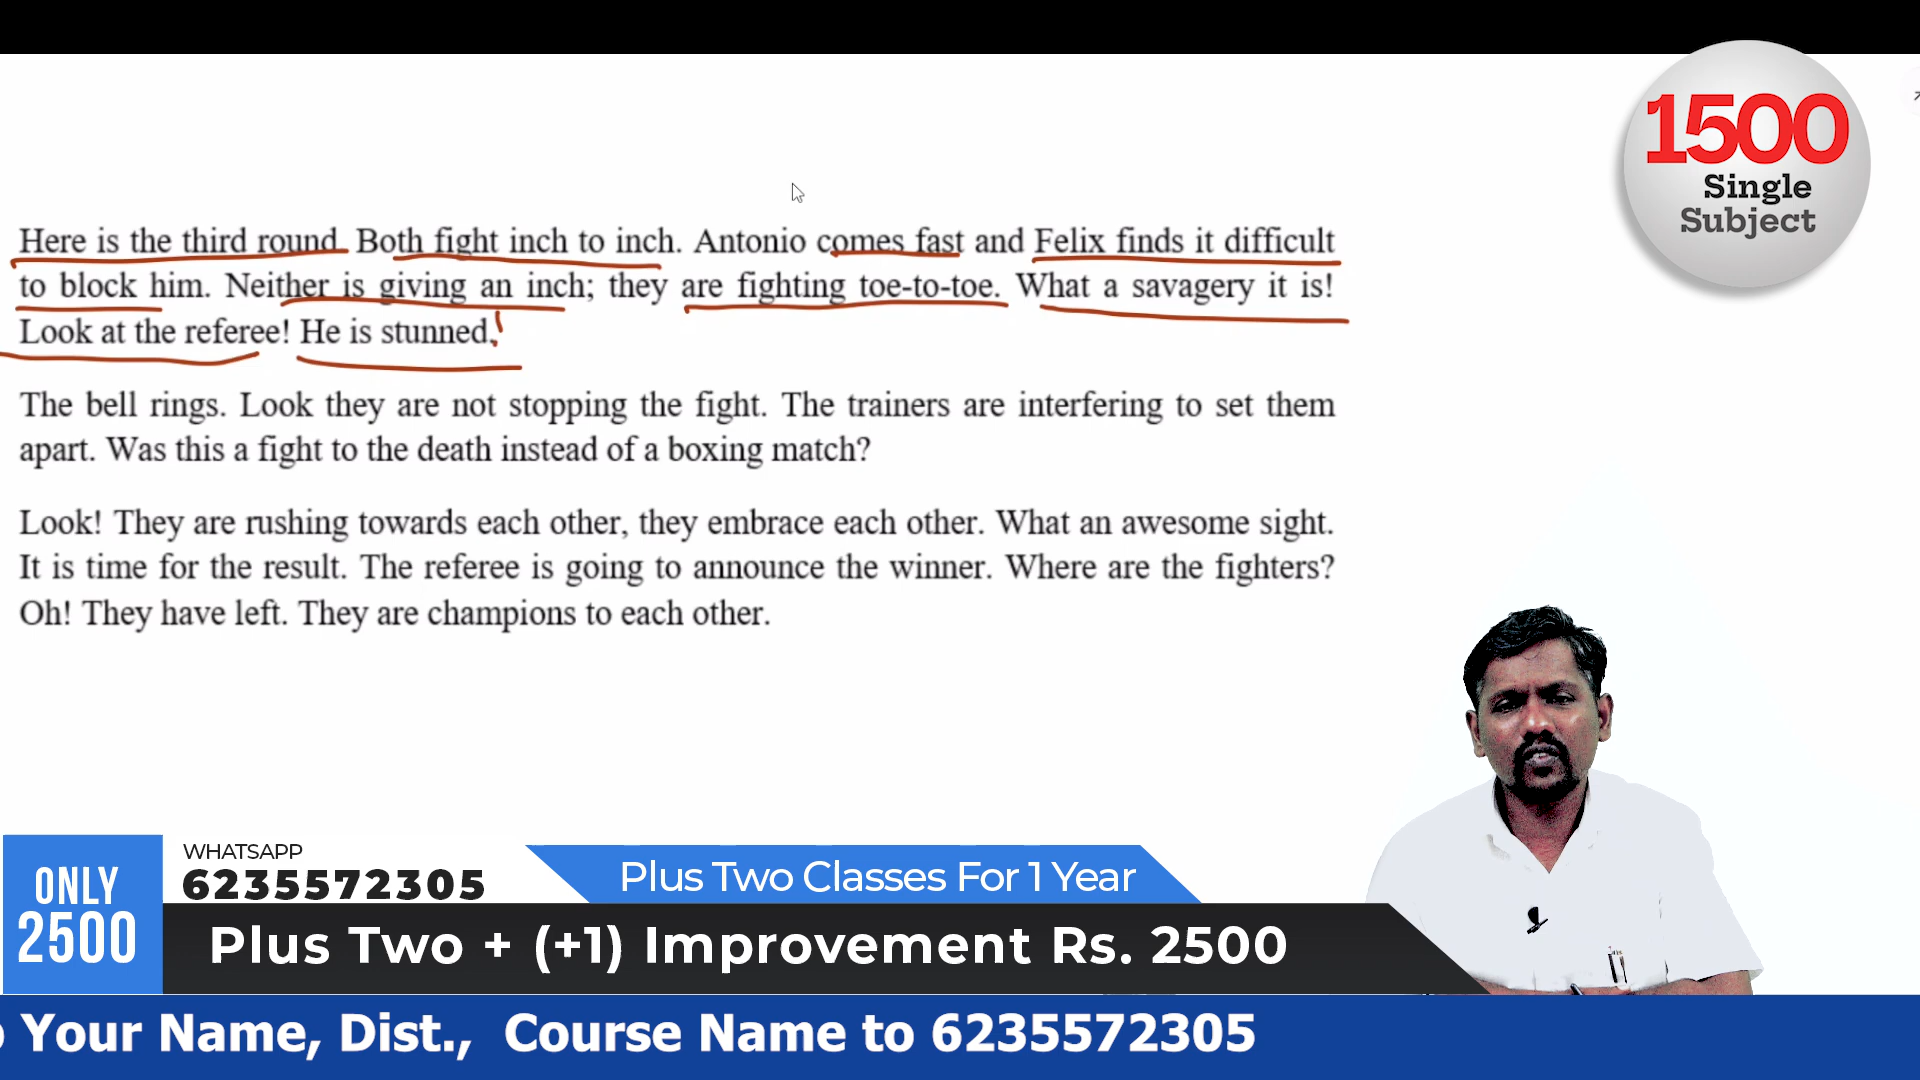 1500
Single
Subject
Here is the third round. Both fight inch to inch. Antonio comes fast and Felix finds it difficult
to block him. Neither is giving an inch; they are fighting toe-to-toe. What a savagery it is!
Look at the referee! He is stunned.
The bell rings. Look they are not stopping the fight. The trainers are interfering to set them
apart. Was this a fight to the death instead of a boxing match?
Look! They are rushing towards each other, they embrace each other. What an awesome sight.
It is time for the result. The referee is going to announce the winner. Where are the fighters?
Oh! They have left. They are champions to each other.
ONLY
2500
WHATSAPP
6235572305
Plus Two Classes For 1 Year
Plus Two + (+1) Improvement Rs. 2500
Your Name, Dist., Course Name to 6235572305